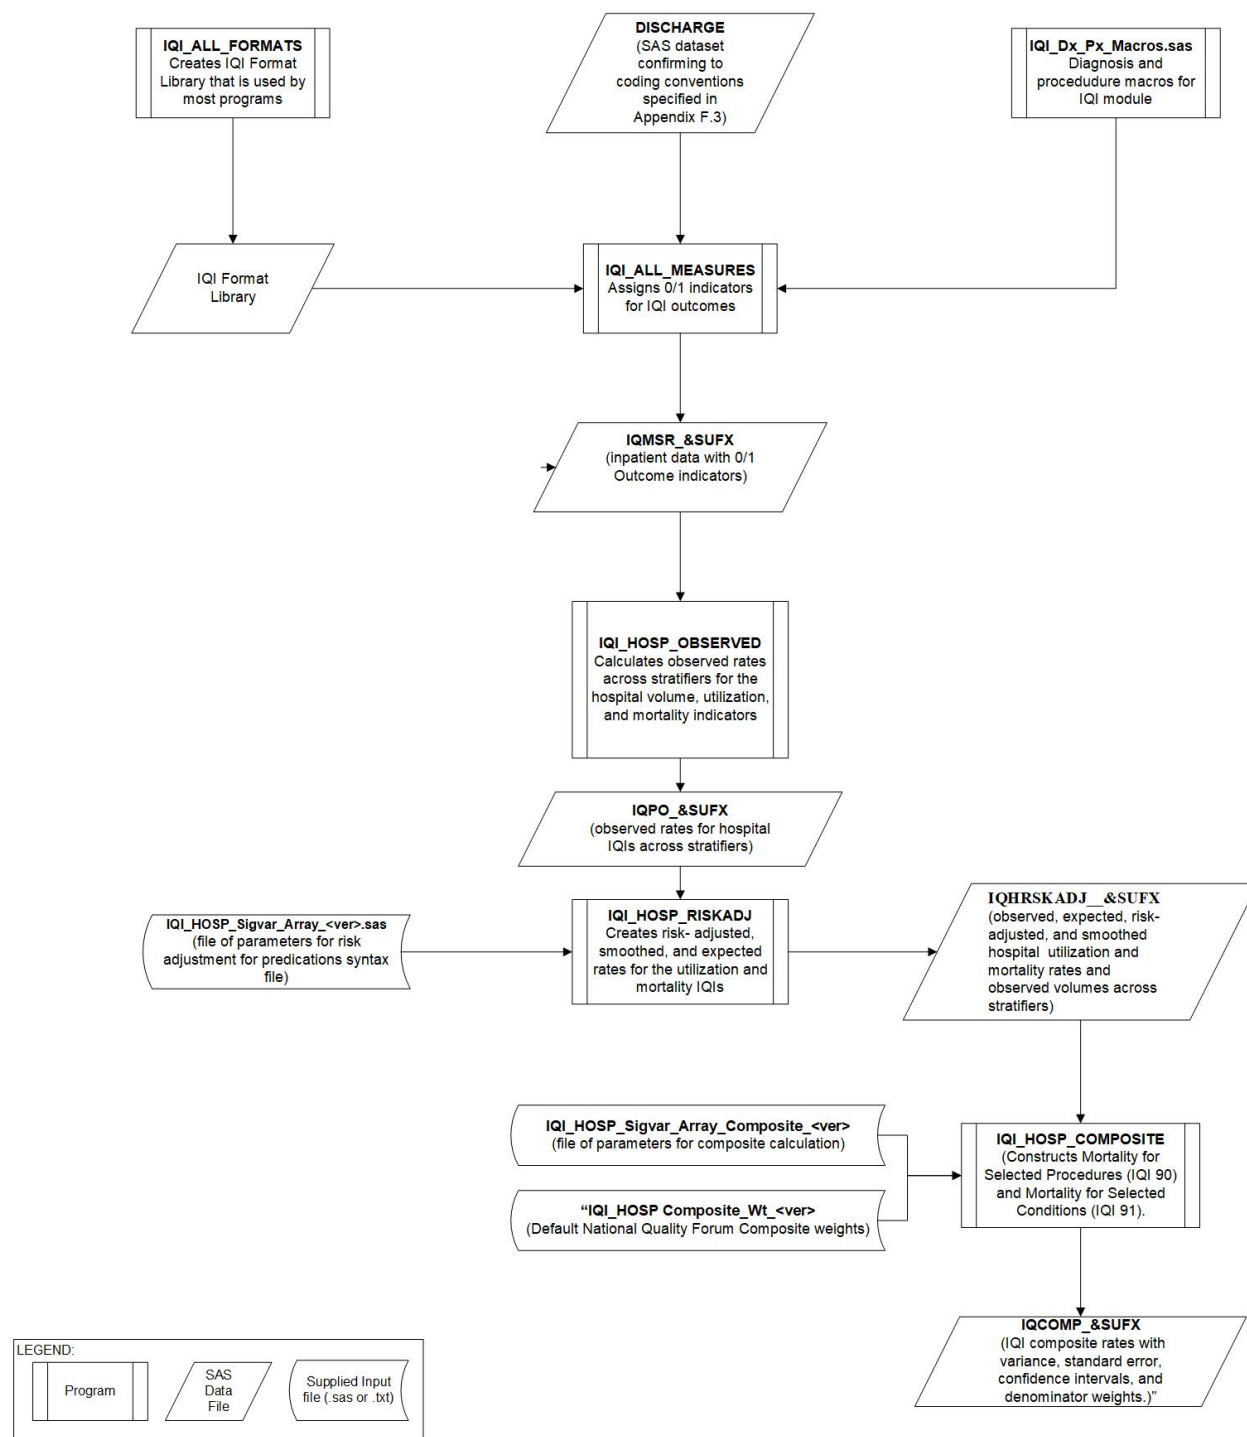 IQI_ALL_FORMATS
Creates IQI Format
Library that is used by
most programs
DISCHARGE
(SAS dataset
confirming to
coding conventions
specified in
Appendix F.3)
IQI_Dx_Px_Macros.sas
Diagnosis and
procedudure macros for
IQI module
IQI Format
Library
IQI_ALL_MEASURES
Assigns 0/1 indicators
for IQI outcomes
IQMSR_&SUFX
(inpatient data with 0/1
Outcome indicators)
IQI_HOSP_OBSERVED
Calculates observed rates
across stratifiers for the
hospital volume, utilization,
and mortality indicators
IQPO_&SUFX
(observed rates for hospital
IQIs across stratifiers)
IQI_HOSP_Sigvar_Array_<ver>.sas
(file of parameters for risk
adjustment for predications syntax
file)
IQI_HOSP_RISKADJ
Creates risk- adjusted,
smoothed, and expected
rates for the utilization and
mortality IQIs
IQHRSKADJ__&SUFX
(observed, expected, risk-
adjusted, and smoothed
hospital utilization and
mortality rates and
observed volumes across
stratifiers)
IQI_HOSP_Sigvar_Array_Composite_<ver>
(file of parameters for composite calculation)
“IQI_HOSP Composite_Wt_<ver>
(Default National Quality Forum Composite weights)
IQI_HOSP_COMPOSITE
(Constructs Mortality for
Selected Procedures (IQI 90)
and Mortality for Selected
Conditions (IQI 91).
IQCOMP_&SUFX
(IQI composite rates with
variance, standard error,
confidence intervals, and
denominator weights.)”
LEGEND:
Program
SAS
Data
File
Supplied Input
file (.sas or .txt)